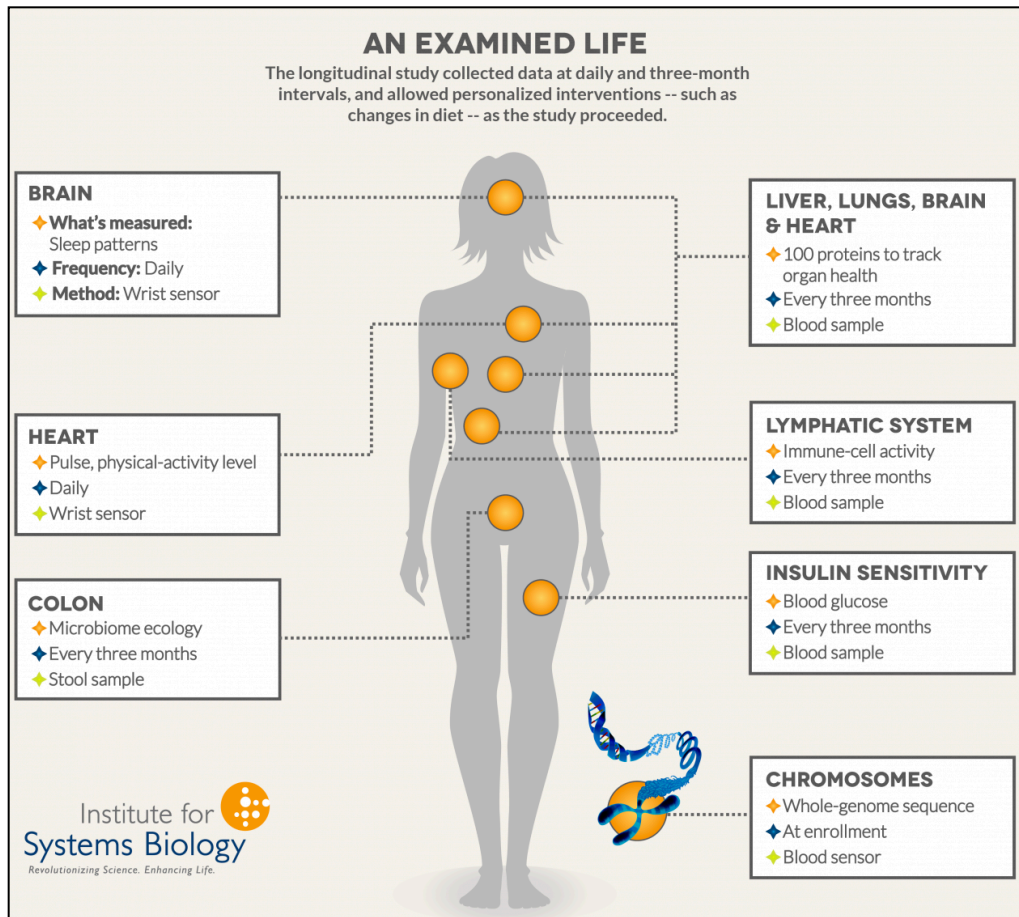 AN EXAMINED LIFE
The longitudinal study collected data at daily and three-month
intervals, and allowed personalized interventions -- such as
changes in diet -- as the study proceeded.
BRAIN
What's measured:
Sleep patterns
Frequency: Daily
Method: Wrist sensor
HEART
Pulse, physical-activity level
Daily
Wrist sensor
COLON
Microbiome ecology
Every three months
Stool sample
LIVER, LUNGS, BRAIN
& HEART
100 proteins to track
organ health
Every three months
Blood sample
LYMPHATIC SYSTEM
Immune-cell activity
Every three months
Blood sample
INSULIN SENSITIVITY
Blood glucose
Every three months
Blood sample
CHROMOSOMES
Whole-genome sequence
At enrollment
Blood sensor
Institute for
Systems Biology
Revolutionizing Science. Enhancing Life.